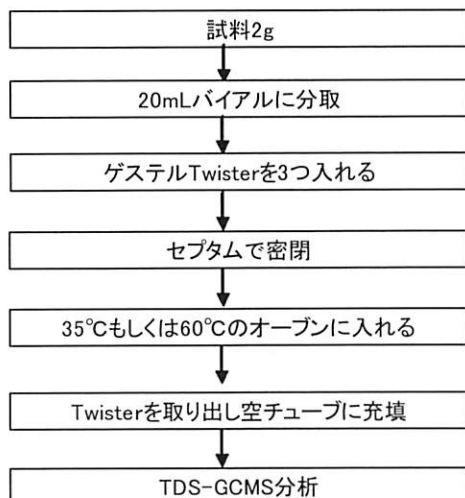 試料2g
20mLバイアルに分取
ゲステルTwisterを3つ入れる
セプタムで密閉
35℃もしくは60℃のオーブンに入れる
Twisterを取り出し空チューブに充填
TDS-GCMS分析